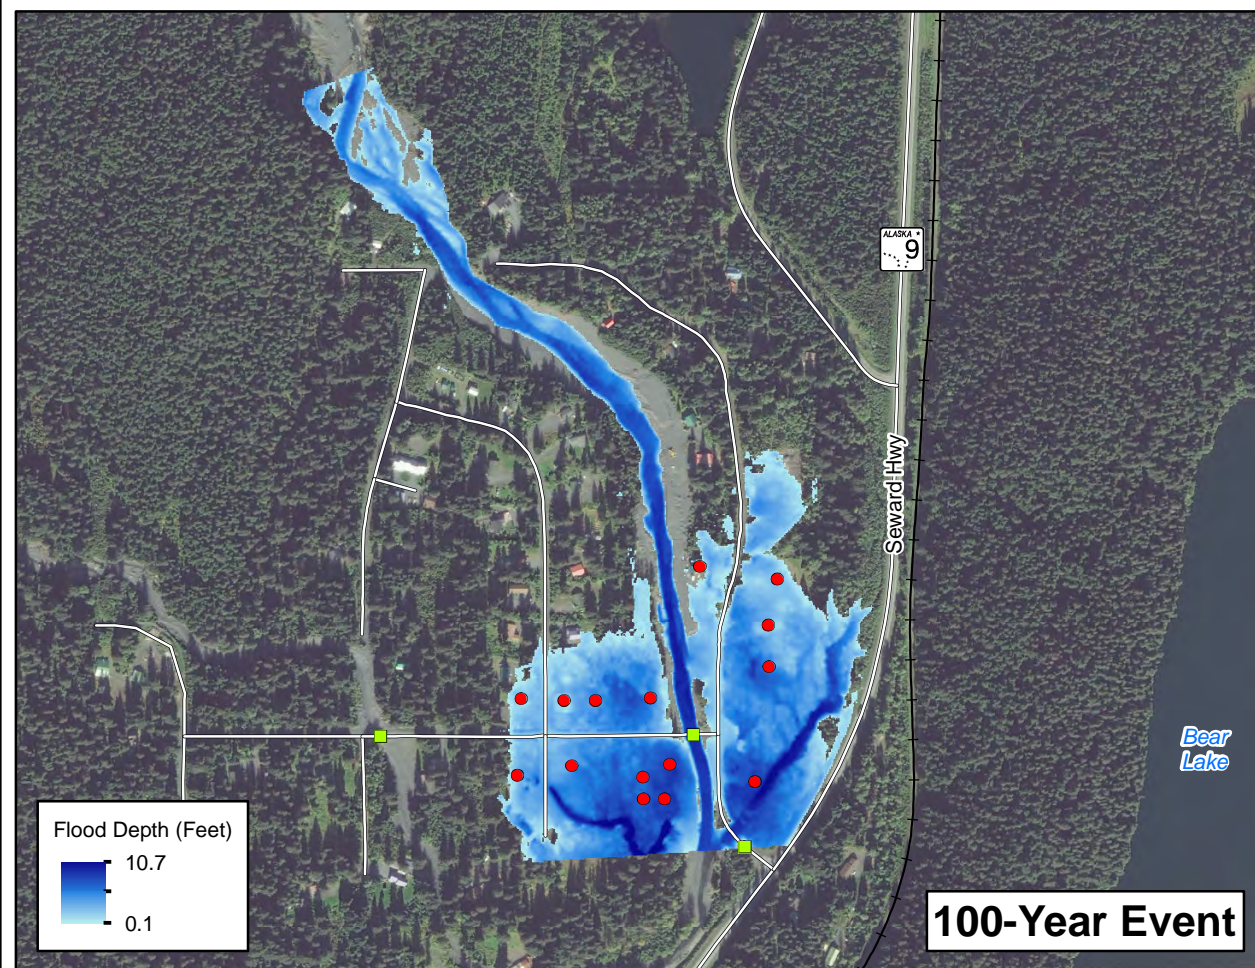 ALASKA
9
Seward Hwy
Bear
Lake
Flood Depth (Feet)
10.7
0.1
100-Year Event